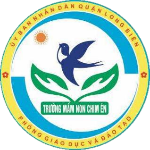 ỦY BAN NHÂN DÂN QUẬN LONG BIÊN
TRƯỜNG MẦM NON CHIM ÉN
PHÒNG GIÁO DỤC VÀ ĐÀO TẠO